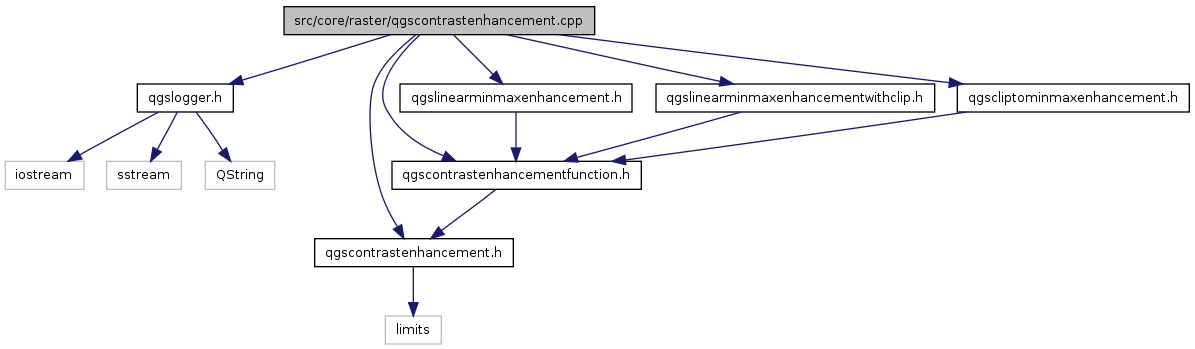 src/core/raster/qgscontrastenhancement.cpp
qgslogger.h
qgslinearminmaxenhancement.h
qgslinearminmaxenhancementwithclip.h
qgscliptominmaxenhancement.h
iostream
sstream
QString
qgscontrastenhancementfunction.h
qgscontrastenhancement.h
limits